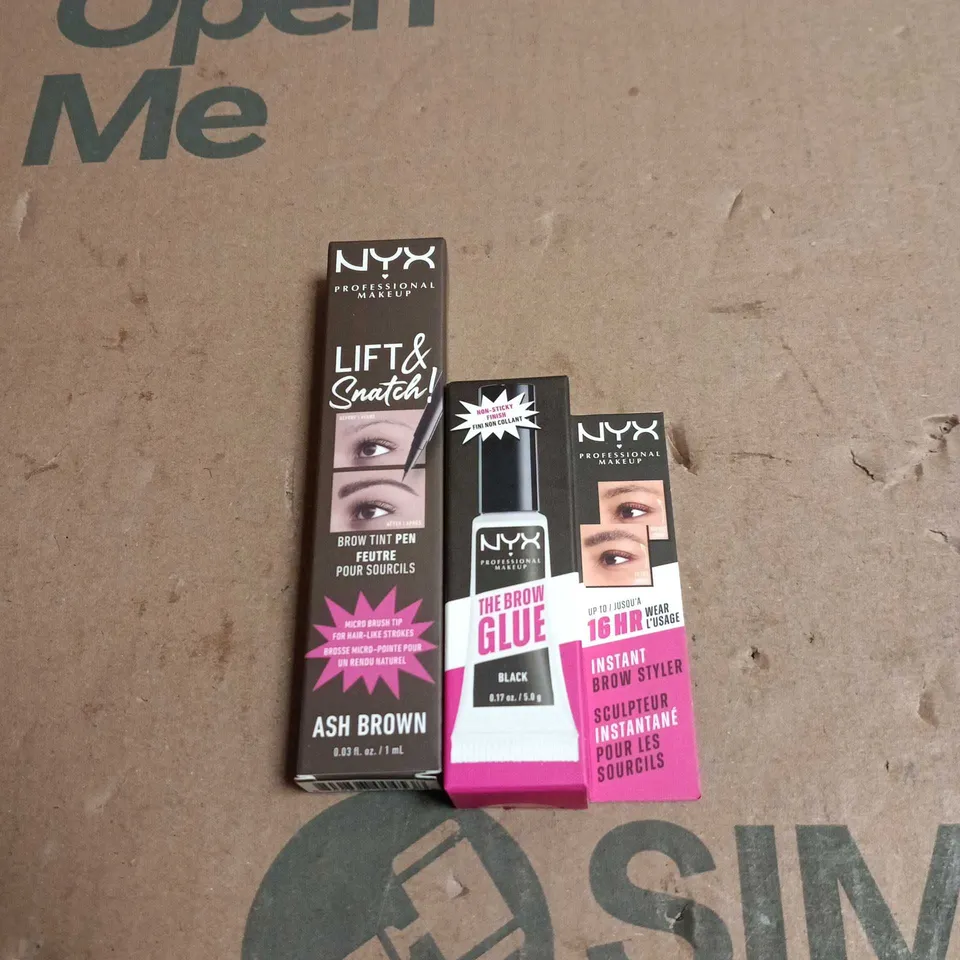 Open
Me
NYX
PROFESSIONAL
MAKEUP
LIFT &
Snatch!
BROW TINT PEN
FEUTRE
POUR SOURCILS
MICRO BRUSH TIP
FOR HAIR-LIKE STROKES
BROSSE MICRO-POINTE POUR
UN RENDU NATUREL
ASH BROWN
0.03 fl. oz. / 1 mL
NON-STICKY
FINISH
FINI NON COLLANT
NYX
PROFESSIONAL
MAKEUP
THE BROW
GLUE
BLACK
0.17 oz. / 5.0 g
NYX
PROFESSIONAL
MAKEUP
UP TO / JUSQU'A
16HR WEAR
L'USAGE
INSTANT
BROW STYLER
SCULPTEUR
INSTANTANÉ
POUR LES
SOURCILS
SIM